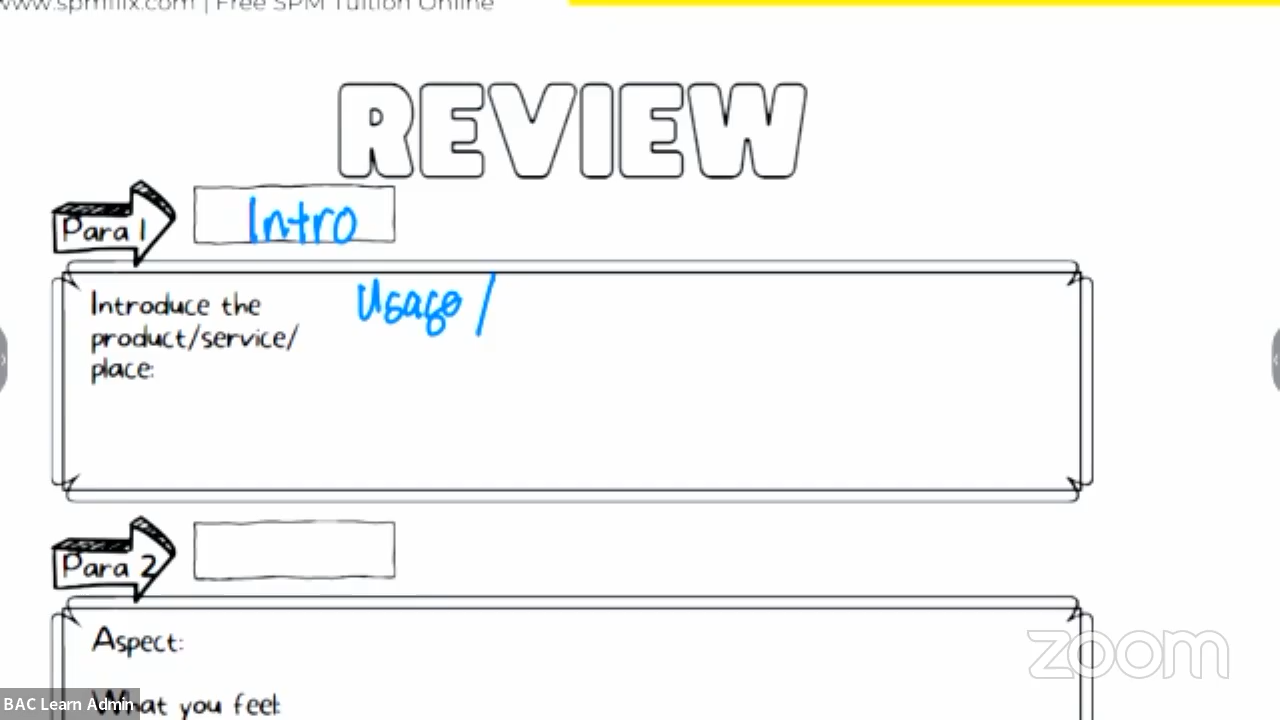 www.spmflix.com | Free SPM Tuition Online
REVIEW
Para 1
Intro
Introduce the
product/service/
place:
Usage /
Para 2
Aspect:
What you feel:
zoom
BAC Learn Admin